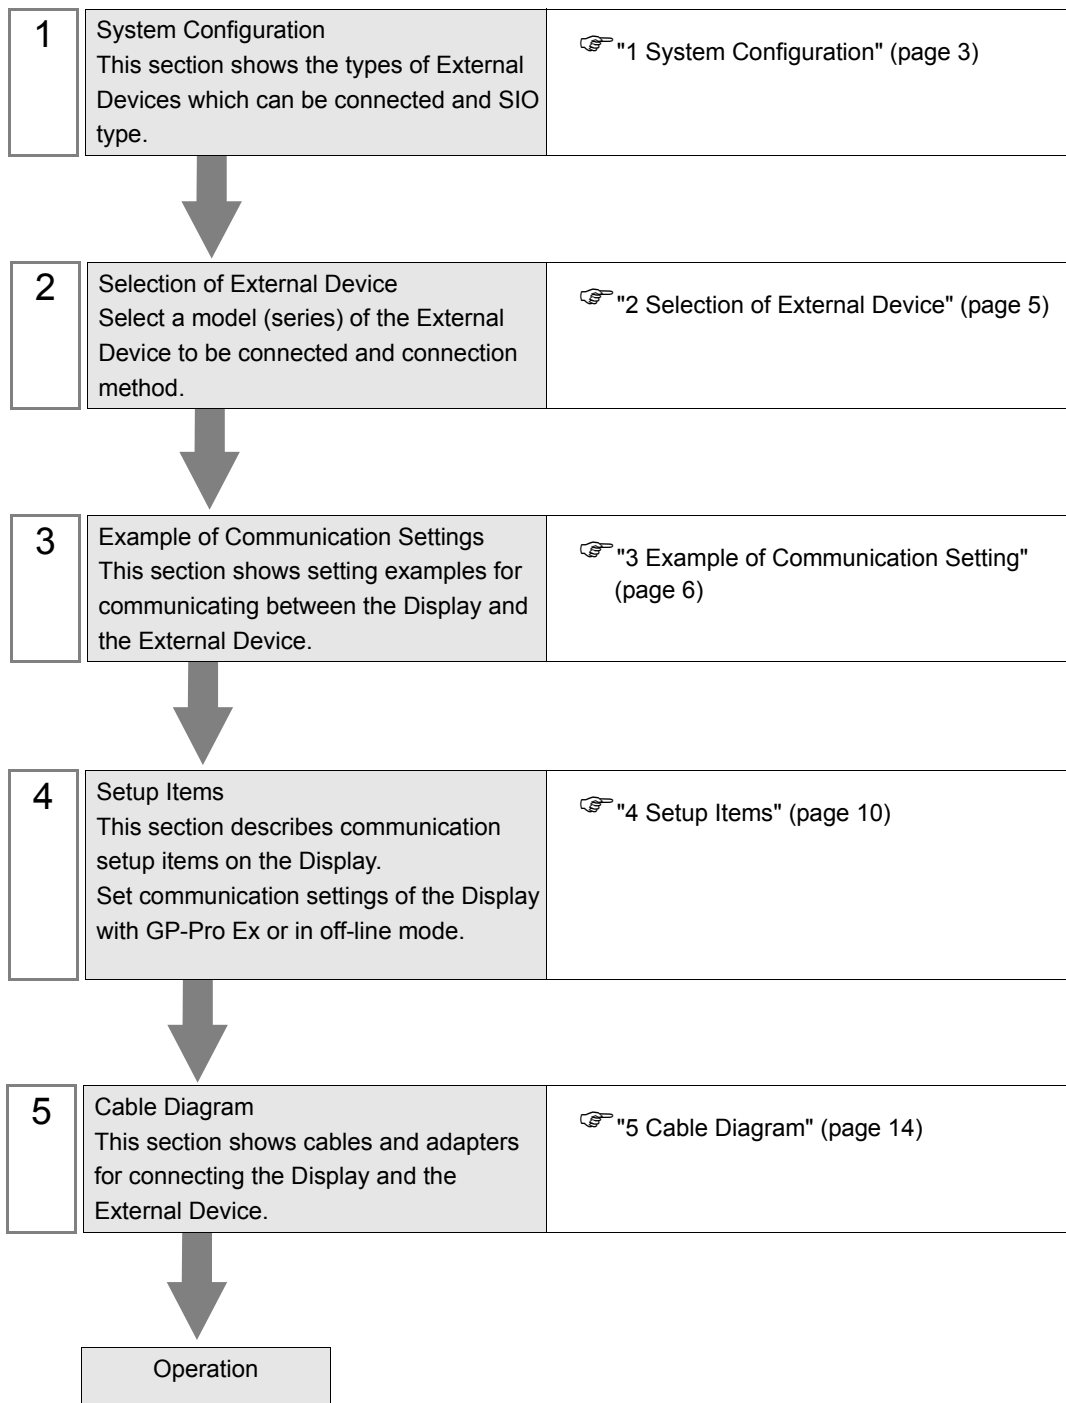 1
System Configuration
This section shows the types of External
Devices which can be connected and SIO
type.
"1 System Configuration" (page 3)
2
Selection of External Device
Select a model (series) of the External
Device to be connected and connection
method.
"2 Selection of External Device" (page 5)
3
Example of Communication Settings
This section shows setting examples for
communicating between the Display and
the External Device.
"3 Example of Communication Setting"
(page 6)
4
Setup Items
This section describes communication
setup items on the Display.
Set communication settings of the Display
with GP-Pro Ex or in off-line mode.
"4 Setup Items" (page 10)
5
Cable Diagram
This section shows cables and adapters
for connecting the Display and the
External Device.
"5 Cable Diagram" (page 14)
Operation